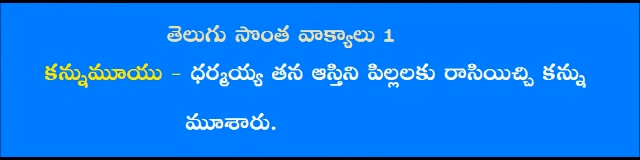 తెలుగు సొంత వాక్యాలు 1
కన్నుమూయు - ధర్మయ్య తన ఆస్తిని పిల్లలకు రాసియిచ్చి కన్ను
మూశారు.